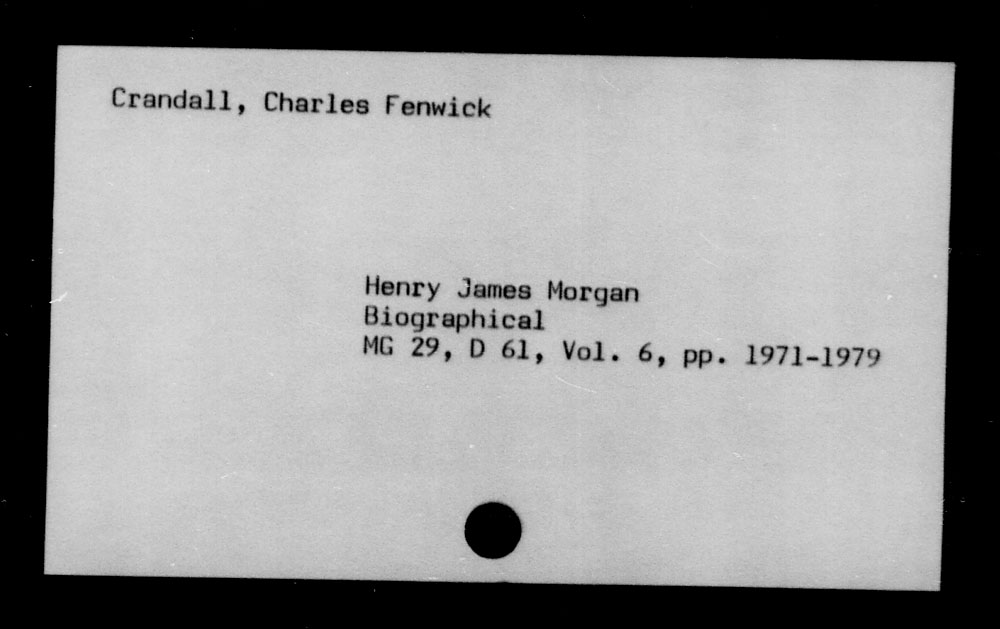 Crandall, Charles Fenwick
Henry James Morgan
Biographical
MG 29, D 61, Vol. 6, pp. 1971-1979